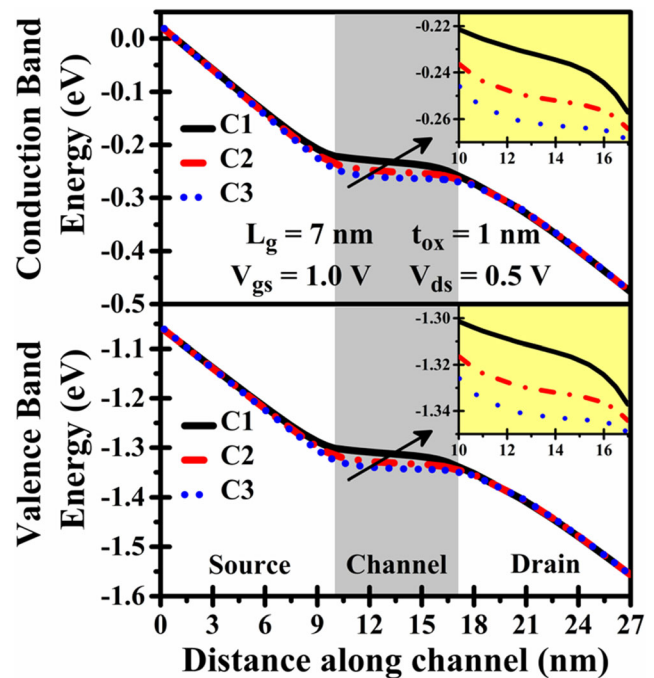 Conduction Band
Energy (eV)
0.0
-0.1
-0.2
-0.3
-0.4
-0.5
C1
C2
C3
-0.22
-0.24
-0.26
10 12 14 16
L_g = 7 nm t_ox = 1 nm
V_gs = 1.0 V V_ds = 0.5 V
Valence Band
Energy (eV)
-1.1
-1.2
-1.3
-1.4
-1.5
-1.6
C1
C2
C3
-1.30
-1.32
-1.34
10 12 14 16
Source Channel Drain
0 3 6 9 12 15 18 21 24 27
Distance along channel (nm)